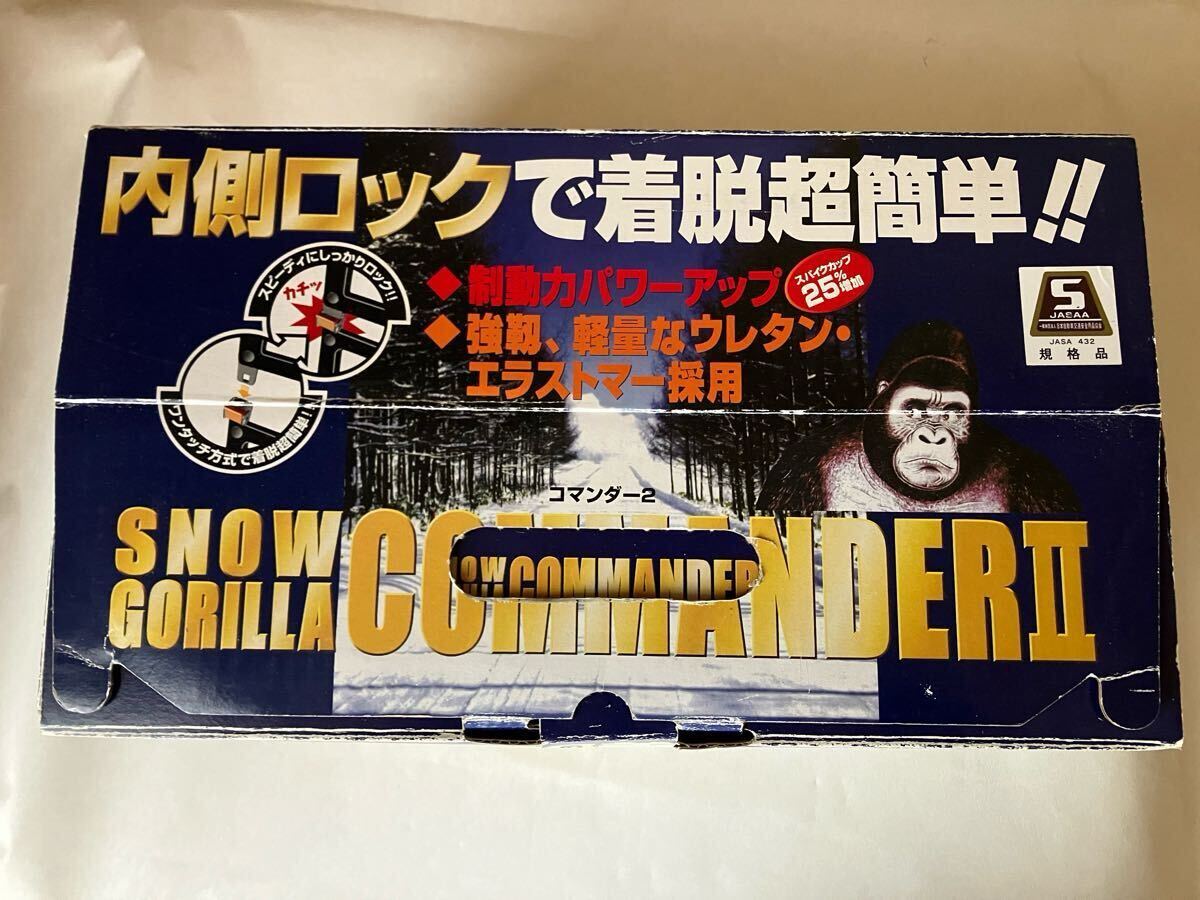 内側ロックで着脱超簡単!!
スピーディにしっかりロック!!
カチッ
◆制動力パワーアップ
スパイクカップ
25%増加
◆強靱、軽量なウレタン・
エラストマー採用
ワンタッチ方式で着脱超簡単!!
S
JASAA
JASA 432
規格品
コマンダー2
SNOW
GORILLA
COMMANDERII
COMMANDER